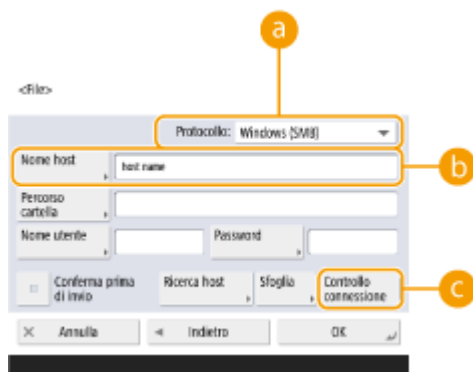 a
<File>
Protocollo: Windows (SMB)
Nome host
host name
b
Percorso cartella
Nome utente
Password
Conferma prima di invio
Ricerca host
Sfoglia
Controllo connessione
c
Annulla
Indietro
OK